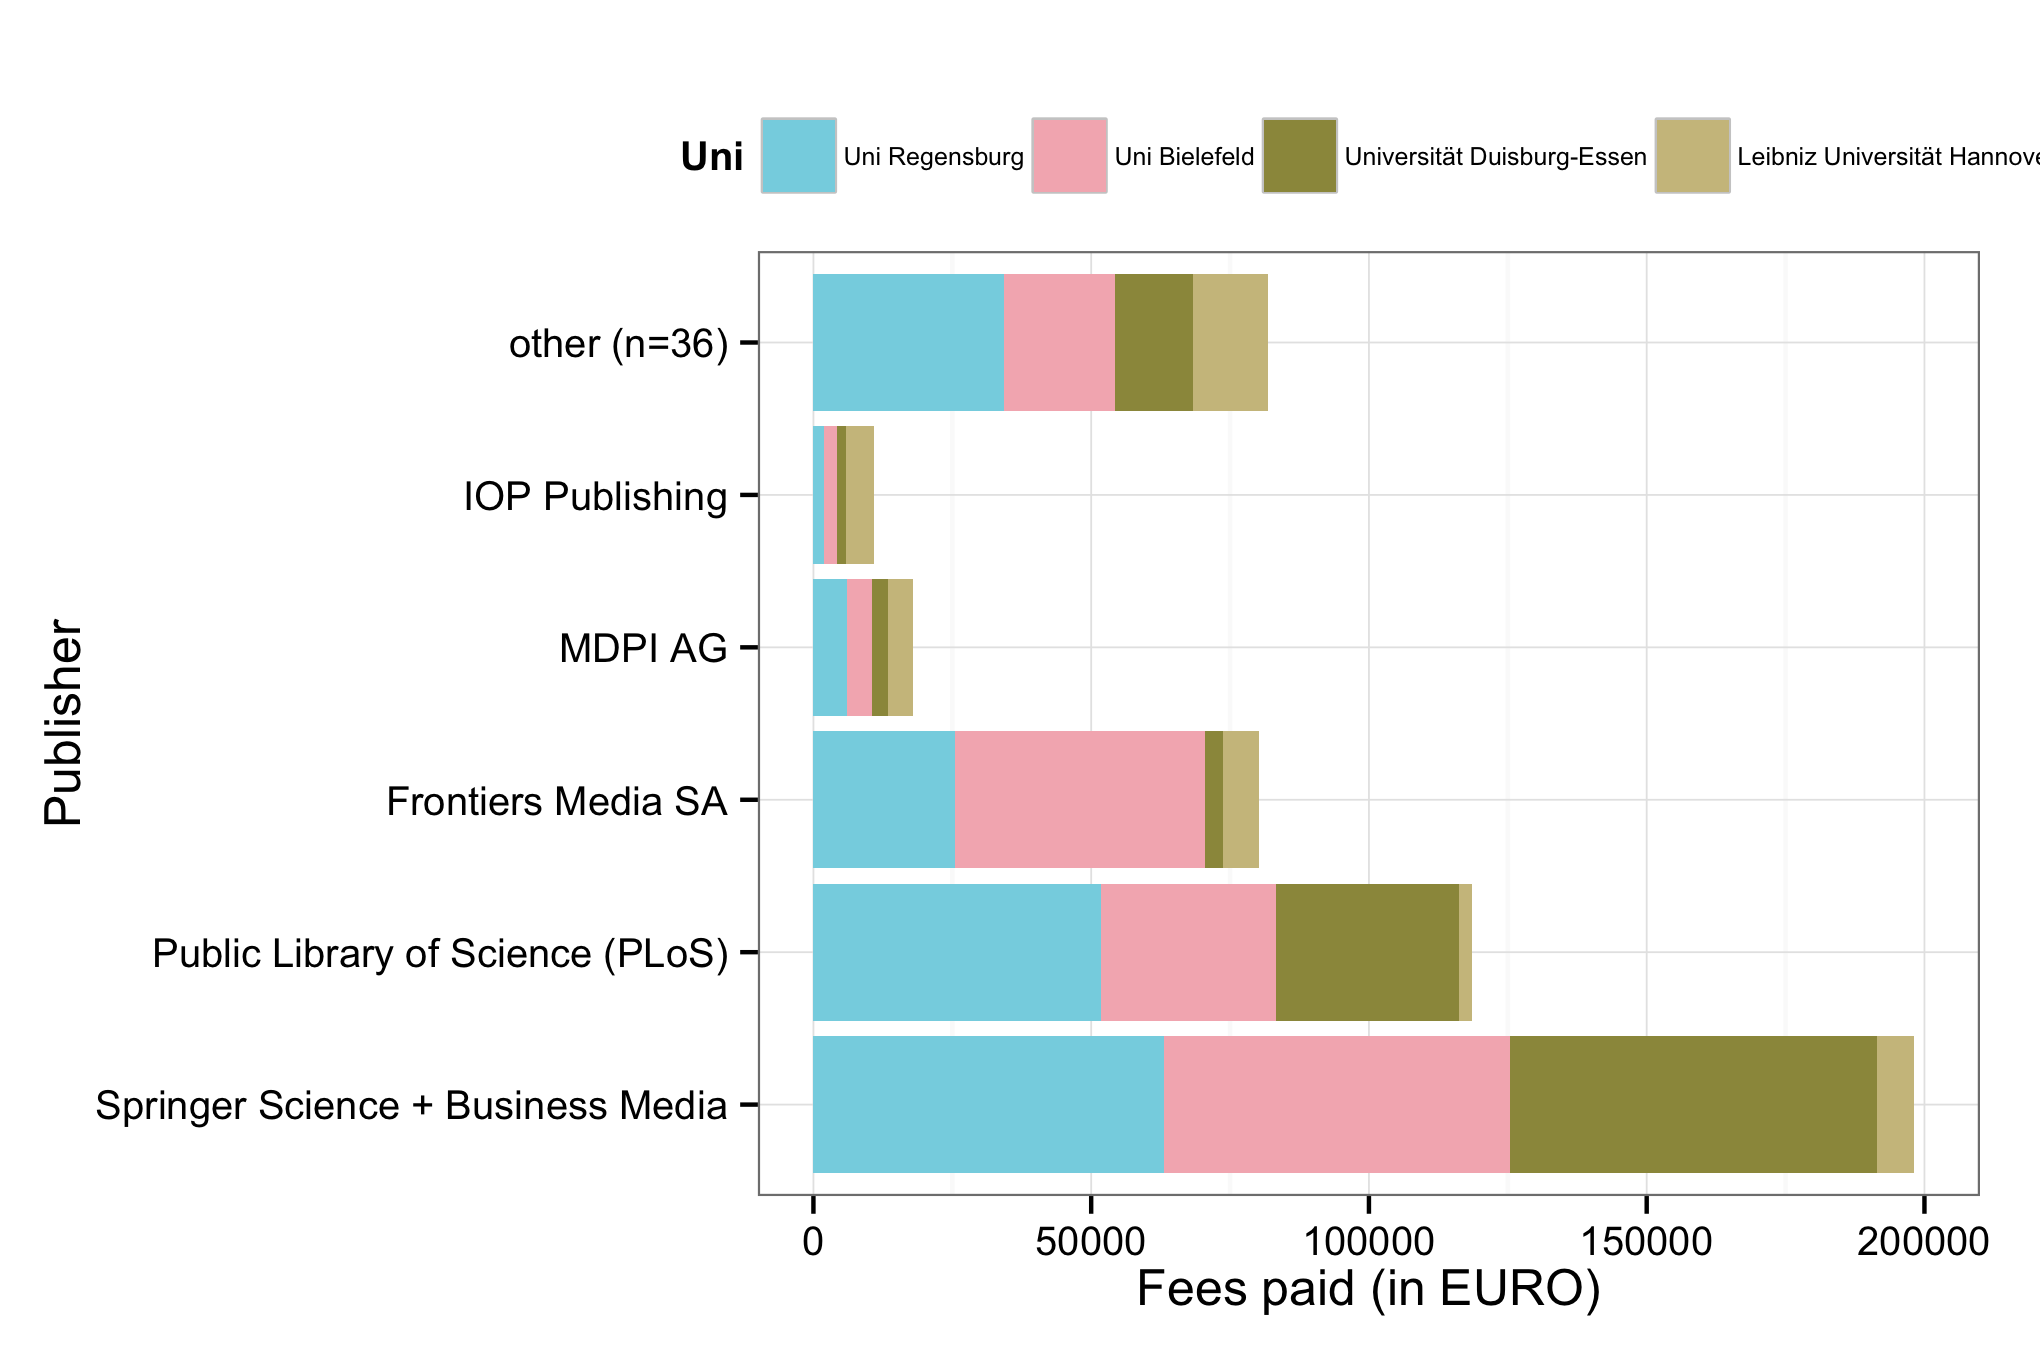 Uni Uni Regensburg Uni Bielefeld Universität Duisburg-Essen Leibniz Universität Hannove
other (n=36)
IOP Publishing
MDPI AG
Frontiers Media SA
Public Library of Science (PLoS)
Springer Science + Business Media
Publisher
0 50000 100000 150000 200000
Fees paid (in EURO)